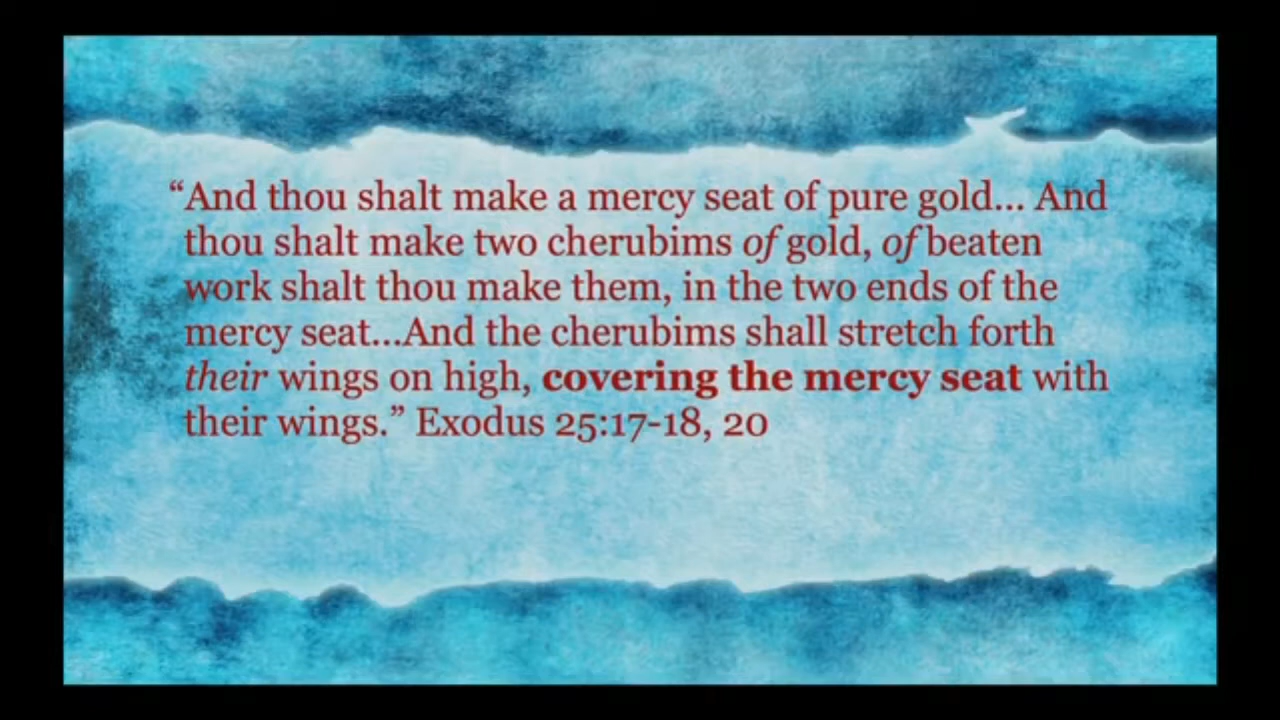 “And thou shalt make a mercy seat of pure gold... And
thou shalt make two cherubims of gold, of beaten
work shalt thou make them, in the two ends of the
mercy seat...And the cherubims shall stretch forth
their wings on high, covering the mercy seat with
their wings.” Exodus 25:17-18, 20